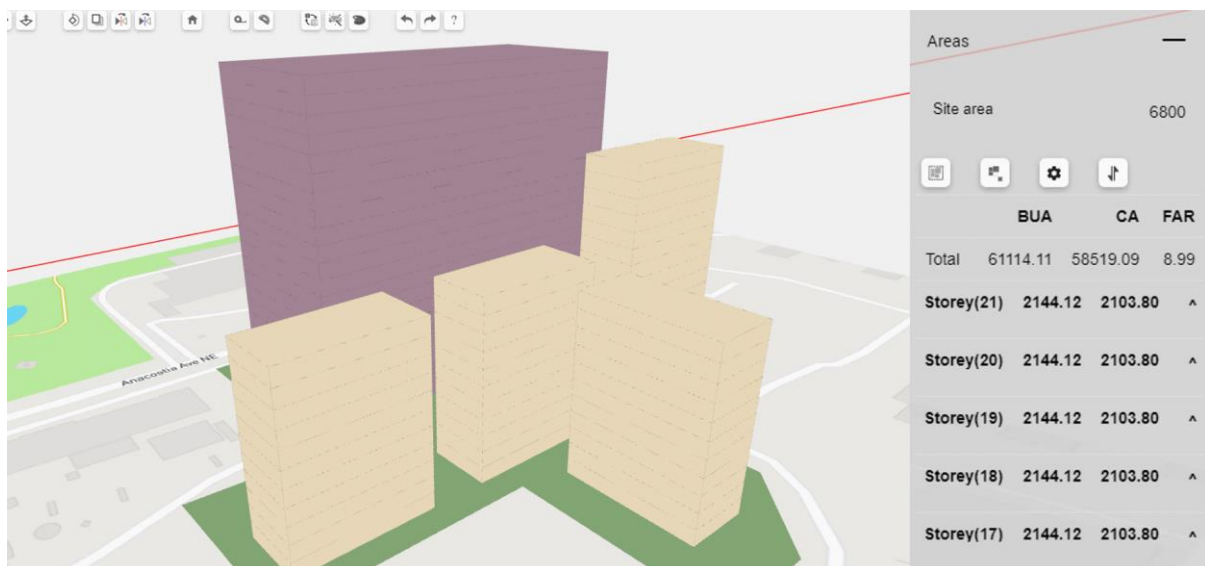 ?
Areas
Site area 6800
BUA CA FAR
Total 61114.11 58519.09 8.99
Storey(21) 2144.12 2103.80 ^
Storey(20) 2144.12 2103.80 ^
Storey(19) 2144.12 2103.80 ^
Storey(18) 2144.12 2103.80 ^
Storey(17) 2144.12 2103.80 ^
Anacostia Ave NE